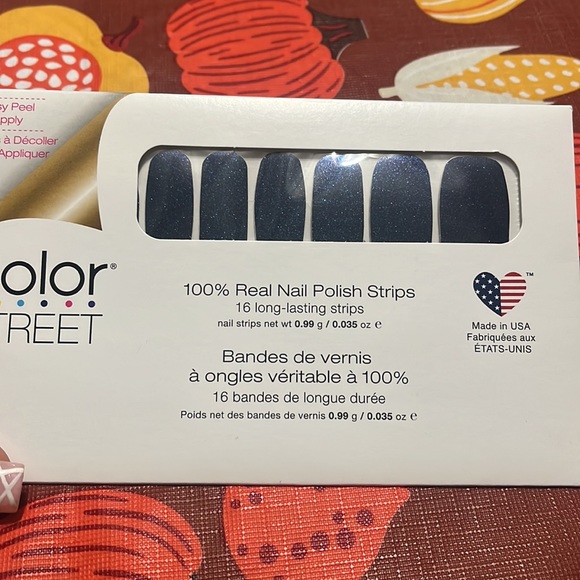 sy Peel
pply
à Décoller
Appliquer
olor®
TREET
100% Real Nail Polish Strips
16 long-lasting strips
nail strips net wt 0.99 g / 0.035 oz e
Bandes de vernis
à ongles véritable à 100%
16 bandes de longue durée
Poids net des bandes de vernis 0.99 g / 0.035 oz e
TM
Made in USA
Fabriquées aux
ÉTATS-UNIS